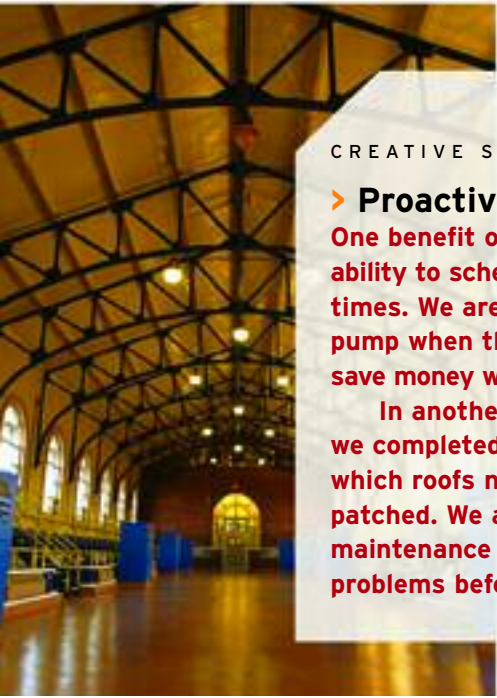 CREATIVE S
> Proactiv
One benefit o
ability to sche
times. We are
pump when th
save money w
In anothe
we completed
which roofs n
patched. We a
maintenance
problems befo